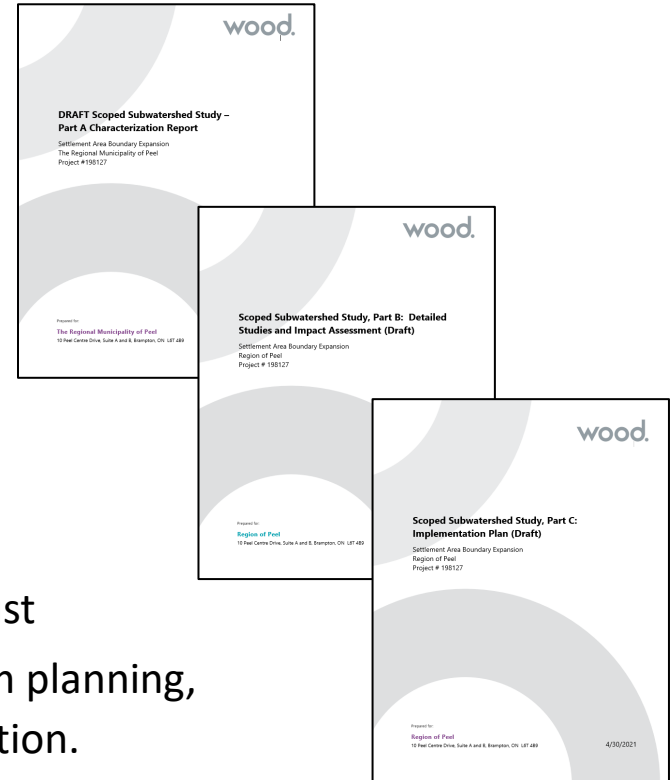 wood.
DRAFT Scoped Subwatershed Study –
Part A Characterization Report
Settlement Area Boundary Expansion
The Regional Municipality of Peel
Project #198127
Prepared for:
The Regional Municipality of Peel
10 Peel Centre Drive, Suite A and B, Brampton, ON L6T 4B9
wood.
Scoped Subwatershed Study, Part B: Detailed
Studies and Impact Assessment (Draft)
Settlement Area Boundary Expansion
Region of Peel
Project # 198127
Prepared for:
Region of Peel
10 Peel Centre Drive, Suite A and B, Brampton, ON L6T 4B9
wood.
Scoped Subwatershed Study, Part C:
Implementation Plan (Draft)
Settlement Area Boundary Expansion
Region of Peel
Project # 198127
Prepared for:
Region of Peel
10 Peel Centre Drive, Suite A and B, Brampton, ON L6T 4B9
4/30/2021
st
planning,
tion.